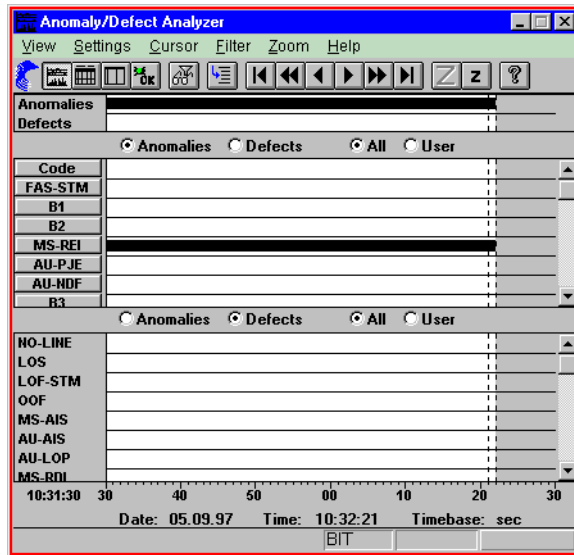 Anomaly/Defect Analyzer
View Settings Cursor Filter Zoom Help
OK Z z ?
Anomalies
Defects
Anomalies Defects All User
Code
FAS-STM
B1
B2
MS-REI
AU-PJE
AU-NDF
B3
Anomalies Defects All User
NO-LINE
LOS
LOF-STM
OOF
MS-AIS
AU-AIS
AU-LOP
MS-RDI
10:31:30 30 40 50 00 10 20 30
Date: 05.09.97 Time: 10:32:21 Timebase: sec
BIT